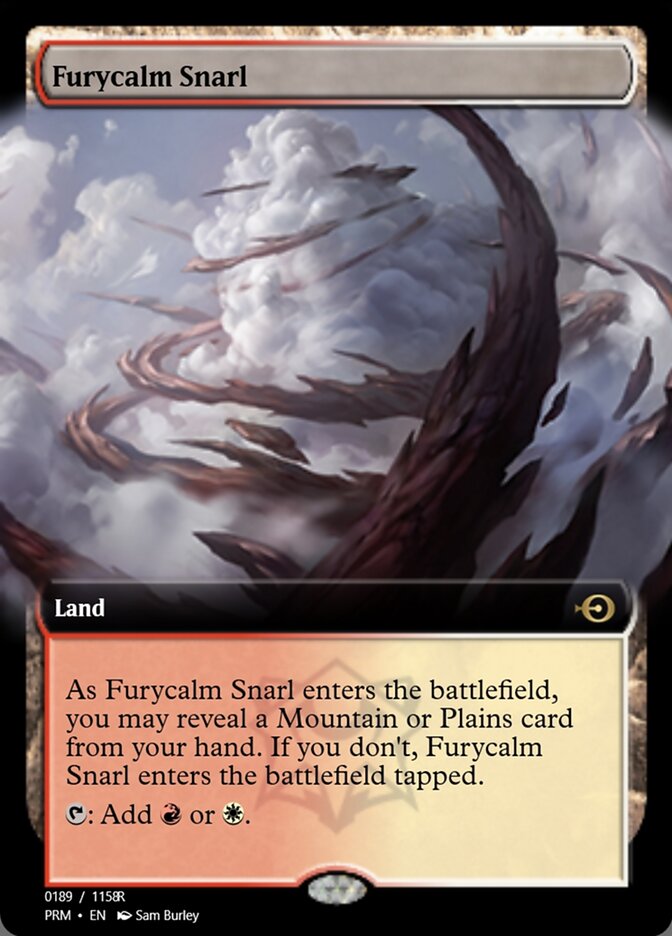 Furycalm Snarl
Land
As Furycalm Snarl enters the battlefield,
you may reveal a Mountain or Plains card
from your hand. If you don't, Furycalm
Snarl enters the battlefield tapped.
: Add or .
0189 / 1158R
PRM • EN Sam Burley